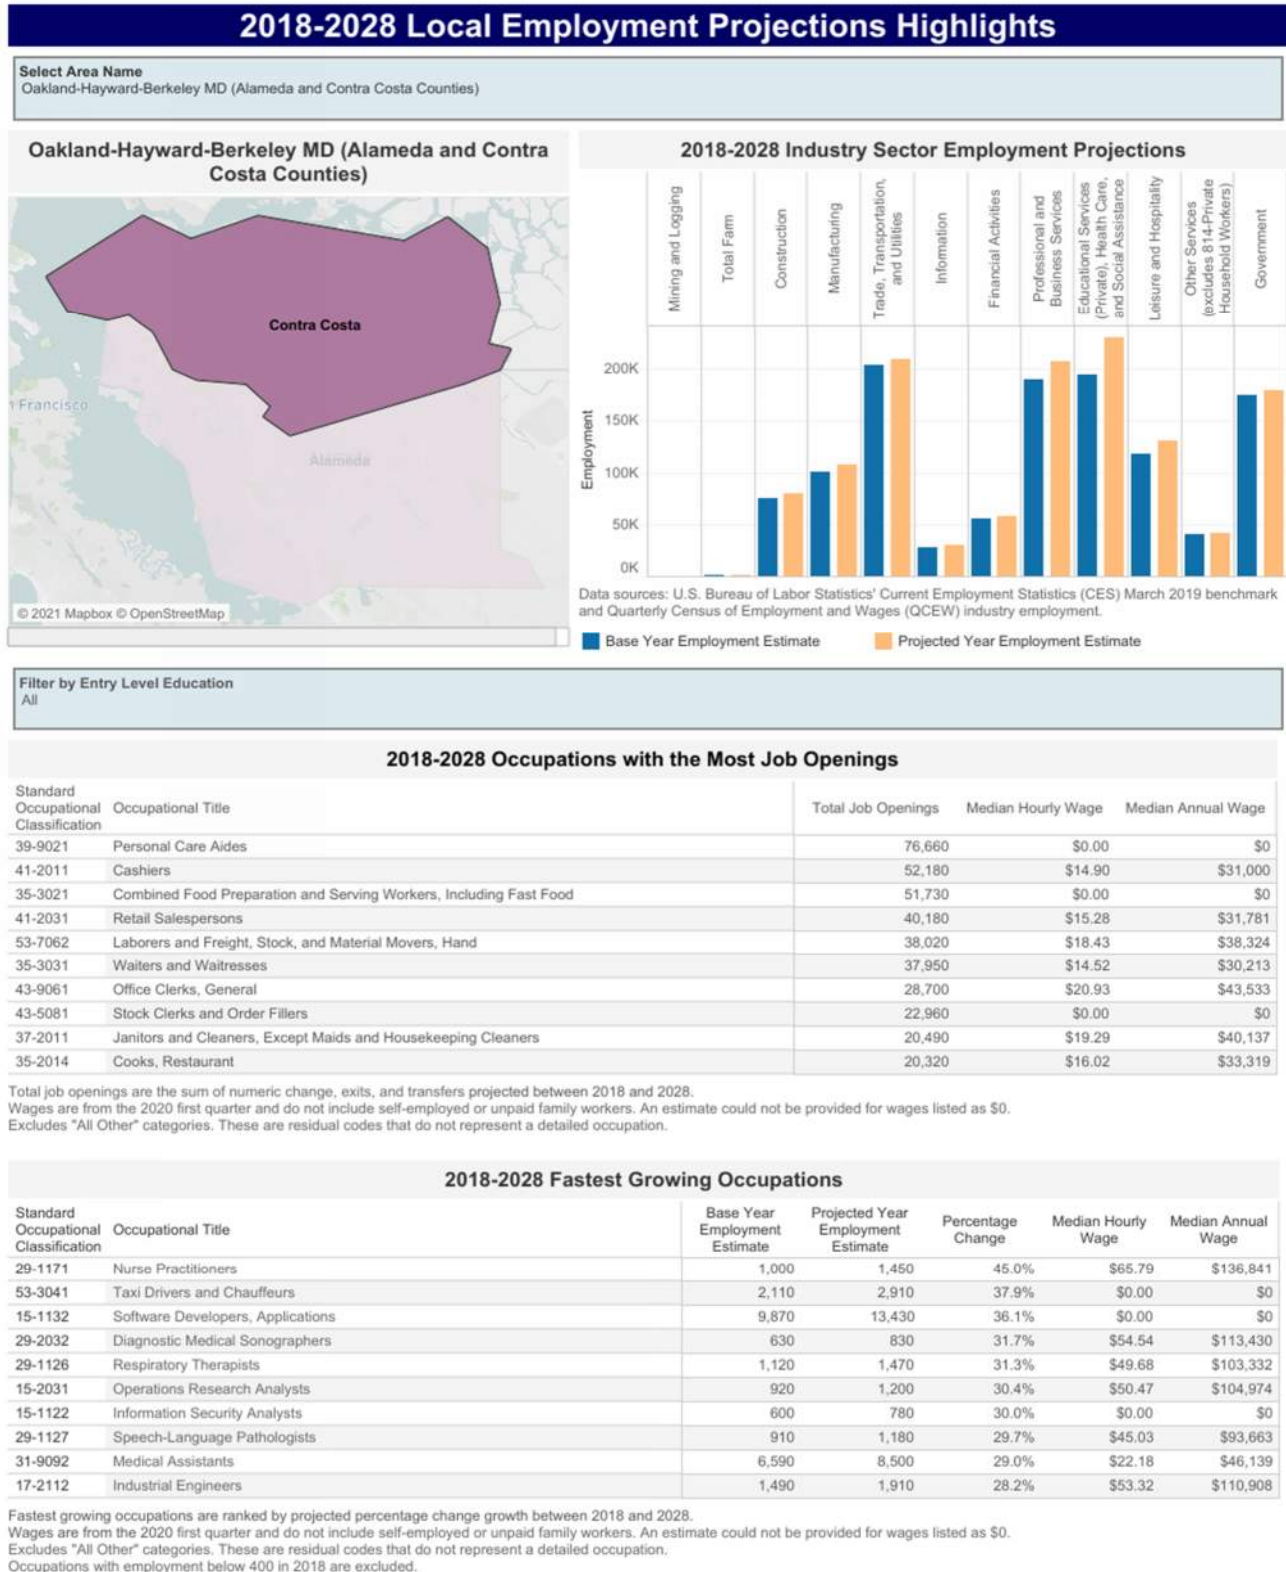 2018-2028 Local Employment Projections Highlights
Select Area Name
Oakland-Hayward-Berkeley MD (Alameda and Contra Costa Counties)
Oakland-Hayward-Berkeley MD (Alameda and Contra
Costa Counties)
Contra Costa
Francisco
Alameda
© 2021 Mapbox © OpenStreetMap
2018-2028 Industry Sector Employment Projections
Mining and Logging
Total Farm
Construction
Manufacturing
Trade, Transportation,
and Utilities
Information
Financial Activities
Professional and
Business Services
Educational Services
(Private), Health Care,
and Social Assistance
Leisure and Hospitality
Other Services
(excludes 814-Private
Household Workers)
Government
Employment
200K
150K
100K
50K
0K
Data sources: U.S. Bureau of Labor Statistics' Current Employment Statistics (CES) March 2019 benchmark
and Quarterly Census of Employment and Wages (QCEW) industry employment.
Base Year Employment Estimate Projected Year Employment Estimate
Filter by Entry Level Education
All
2018-2028 Occupations with the Most Job Openings
Standard
Occupational Occupational Title Total Job Openings Median Hourly Wage Median Annual Wage
Classification
39-9021 Personal Care Aides 76,660 $0.00 $0
41-2011 Cashiers 52,180 $14.90 $31,000
35-3021 Combined Food Preparation and Serving Workers, Including Fast Food 51,730 $0.00 $0
41-2031 Retail Salespersons 40,180 $15.28 $31,781
53-7062 Laborers and Freight, Stock, and Material Movers, Hand 38,020 $18.43 $38,324
35-3031 Waiters and Waitresses 37,950 $14.52 $30,213
43-9061 Office Clerks, General 28,700 $20.93 $43,533
43-5081 Stock Clerks and Order Fillers 22,960 $0.00 $0
37-2011 Janitors and Cleaners, Except Maids and Housekeeping Cleaners 20,490 $19.29 $40,137
35-2014 Cooks, Restaurant 20,320 $16.02 $33,319
Total job openings are the sum of numeric change, exits, and transfers projected between 2018 and 2028.
Wages are from the 2020 first quarter and do not include self-employed or unpaid family workers. An estimate could not be provided for wages listed as $0.
Excludes "All Other" categories. These are residual codes that do not represent a detailed occupation.
2018-2028 Fastest Growing Occupations
Standard
Occupational
Classification
Occupational Title
Base Year
Employment
Estimate
Projected Year
Employment
Estimate
Percentage
Change
Median Hourly
Wage
Median Annual
Wage
29-1171 Nurse Practitioners 1,000 1,450 45.0% $65.79 $136,841
53-3041 Taxi Drivers and Chauffeurs 2,110 2,910 37.9% $0.00 $0
15-1132 Software Developers, Applications 9,870 13,430 36.1% $0.00 $0
29-2032 Diagnostic Medical Sonographers 630 830 31.7% $54.54 $113,430
29-1126 Respiratory Therapists 1,120 1,470 31.3% $49.68 $103,332
15-2031 Operations Research Analysts 920 1,200 30.4% $50.47 $104,974
15-1122 Information Security Analysts 600 780 30.0% $0.00 $0
29-1127 Speech-Language Pathologists 910 1,180 29.7% $45.03 $93,663
31-9092 Medical Assistants 6,590 8,500 29.0% $22.18 $46,139
17-2112 Industrial Engineers 1,490 1,910 28.2% $53.32 $110,908
Fastest growing occupations are ranked by projected percentage change growth between 2018 and 2028.
Wages are from the 2020 first quarter and do not include self-employed or unpaid family workers. An estimate could not be provided for wages listed as $0.
Excludes "All Other" categories. These are residual codes that do not represent a detailed occupation.
Occupations with employment below 400 in 2018 are excluded.